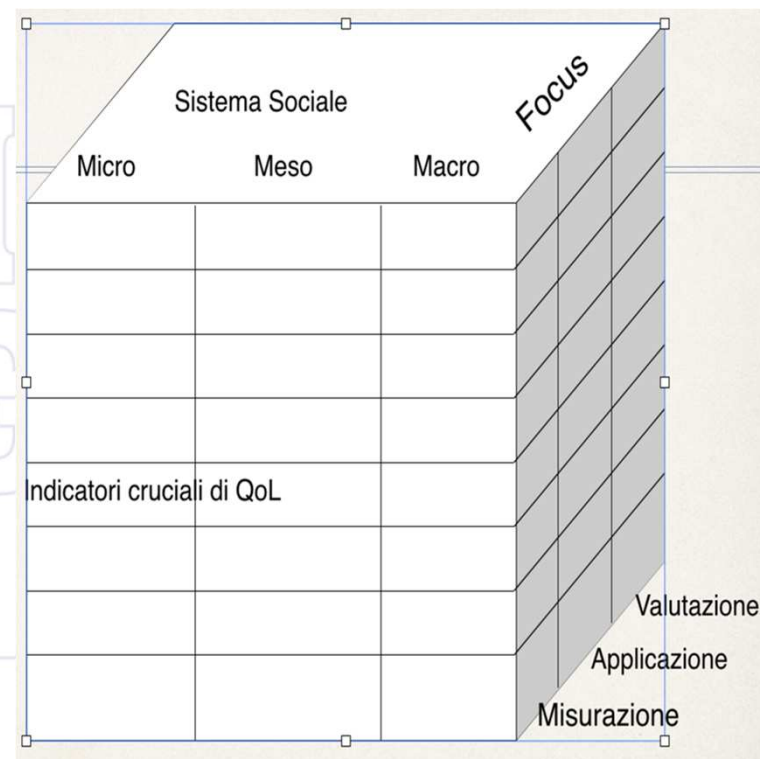 Sistema Sociale
Focus
Micro Meso Macro
Indicatori cruciali di QoL
Valutazione
Applicazione
Misurazione